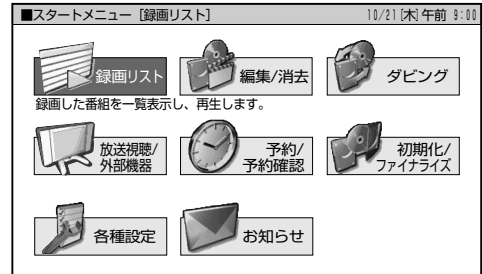 ■スタートメニュー［録画リスト］ 10/21[木]午前 9:00
録画リスト 編集/消去 ダビング
録画した番組を一覧表示し、再生します。
放送視聴/
外部機器
予約/
予約確認
初期化/
ファイナライズ
各種設定 お知らせ